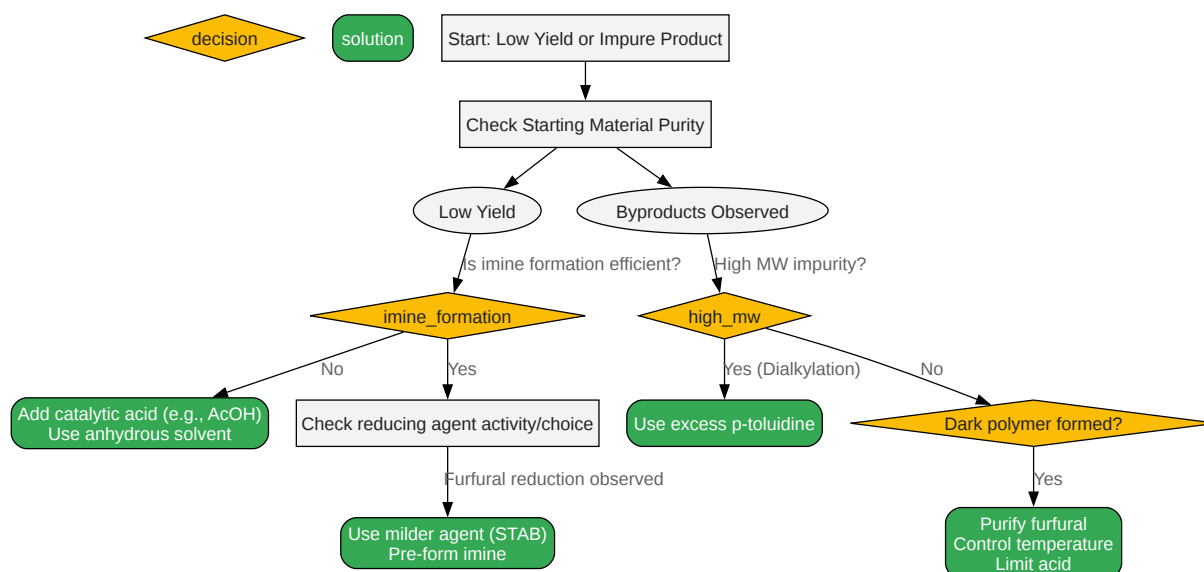 decision
solution
Start: Low Yield or Impure Product
Check Starting Material Purity
Low Yield
Byproducts Observed
Is imine formation efficient?
High MW impurity?
imine_formation
high_mw
No
Yes
Yes (Dialkylation)
No
Add catalytic acid (e.g., AcOH)
Use anhydrous solvent
Check reducing agent activity/choice
Use excess p-toluidine
Dark polymer formed?
Furfural reduction observed
Yes
Use milder agent (STAB)
Pre-form imine
Purify furfural
Control temperature
Limit acid